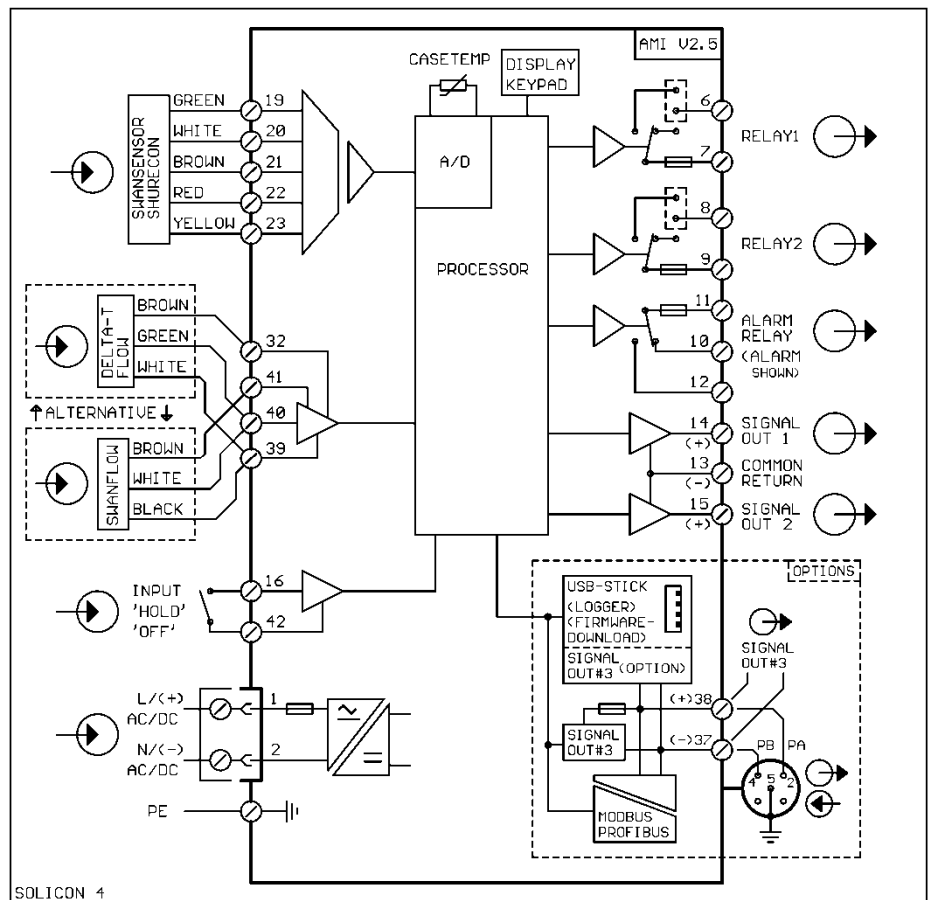 AMI V2.5
CASETEMP
DISPLAY
KEYPAD
A/D
PROCESSOR
SWANSENSOR
SHURECON
GREEN 19
WHITE 20
BROWN 21
RED 22
YELLOW 23
DELTA-T
FLOW
BROWN
GREEN
WHITE
32
41
40
39
↑ALTERNATIVE↓
SWANFLOW
BROWN
WHITE
BLACK
INPUT
'HOLD'
'OFF'
16
42
L/(+)
AC/DC
1
N/(-)
AC/DC
2
PE
6
RELAY1
7
8
RELAY2
9
11
ALARM
RELAY
10
(ALARM
SHOWN)
12
14
(+)
SIGNAL
OUT 1
13
(-)
COMMON
RETURN
15
(+)
SIGNAL
OUT 2
OPTIONS
USB-STICK
(LOGGER)
(FIRMWARE-
DOWNLOAD)
SIGNAL
OUT#3 (OPTION)
SIGNAL
OUT#3
(+)38
SIGNAL
OUT#3
(-)37
PB PA
4 5 2
MODBUS
PROFIBUS
SOLICON 4